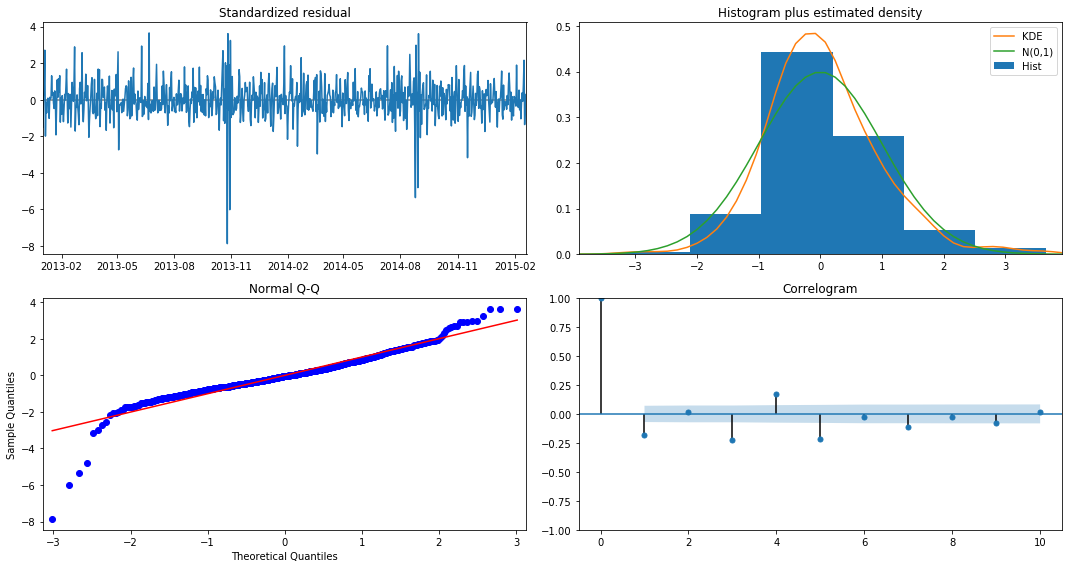 Standardized residual
4
2
0
−2
−4
−6
−8
2013-02 2013-05 2013-08 2013-11 2014-02 2014-05 2014-08 2014-11 2015-02
Histogram plus estimated density
KDE
N(0,1)
Hist
0.5
0.4
0.3
0.2
0.1
0.0
−3 −2 −1 0 1 2 3
Normal Q-Q
Sample Quantiles
4
2
0
−2
−4
−6
−8
−3 −2 −1 0 1 2 3
Theoretical Quantiles
Correlogram
1.00
0.75
0.50
0.25
0.00
−0.25
−0.50
−0.75
−1.00
0 2 4 6 8 10